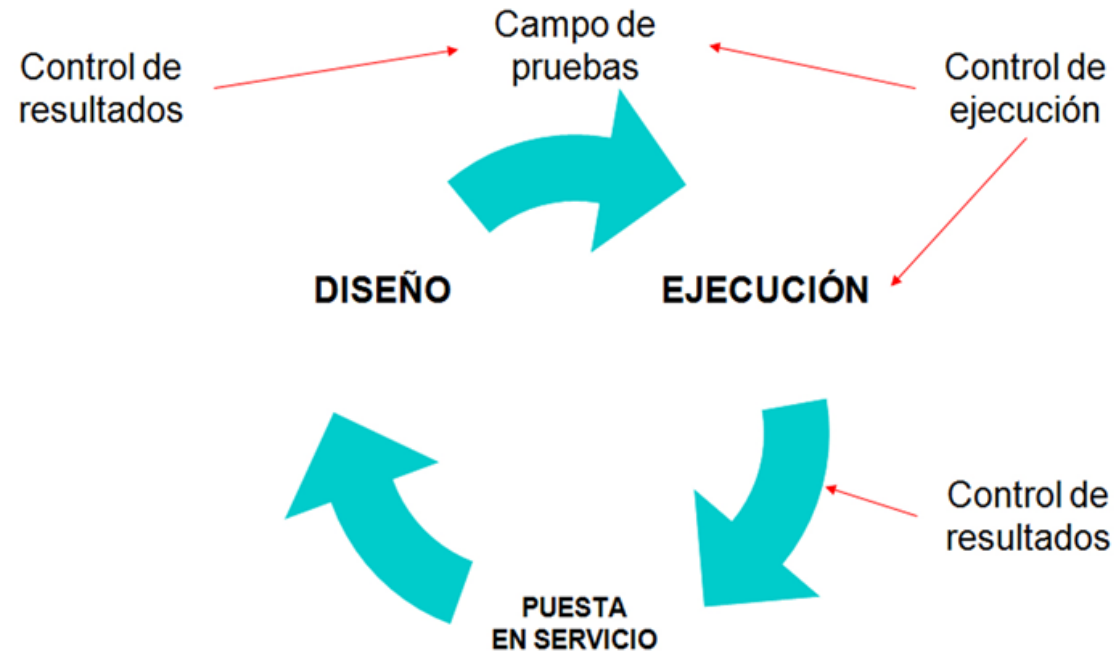 Campo de
pruebas
Control de
resultados
Control de
ejecución
DISEÑO
EJECUCIÓN
Control de
resultados
PUESTA
EN SERVICIO